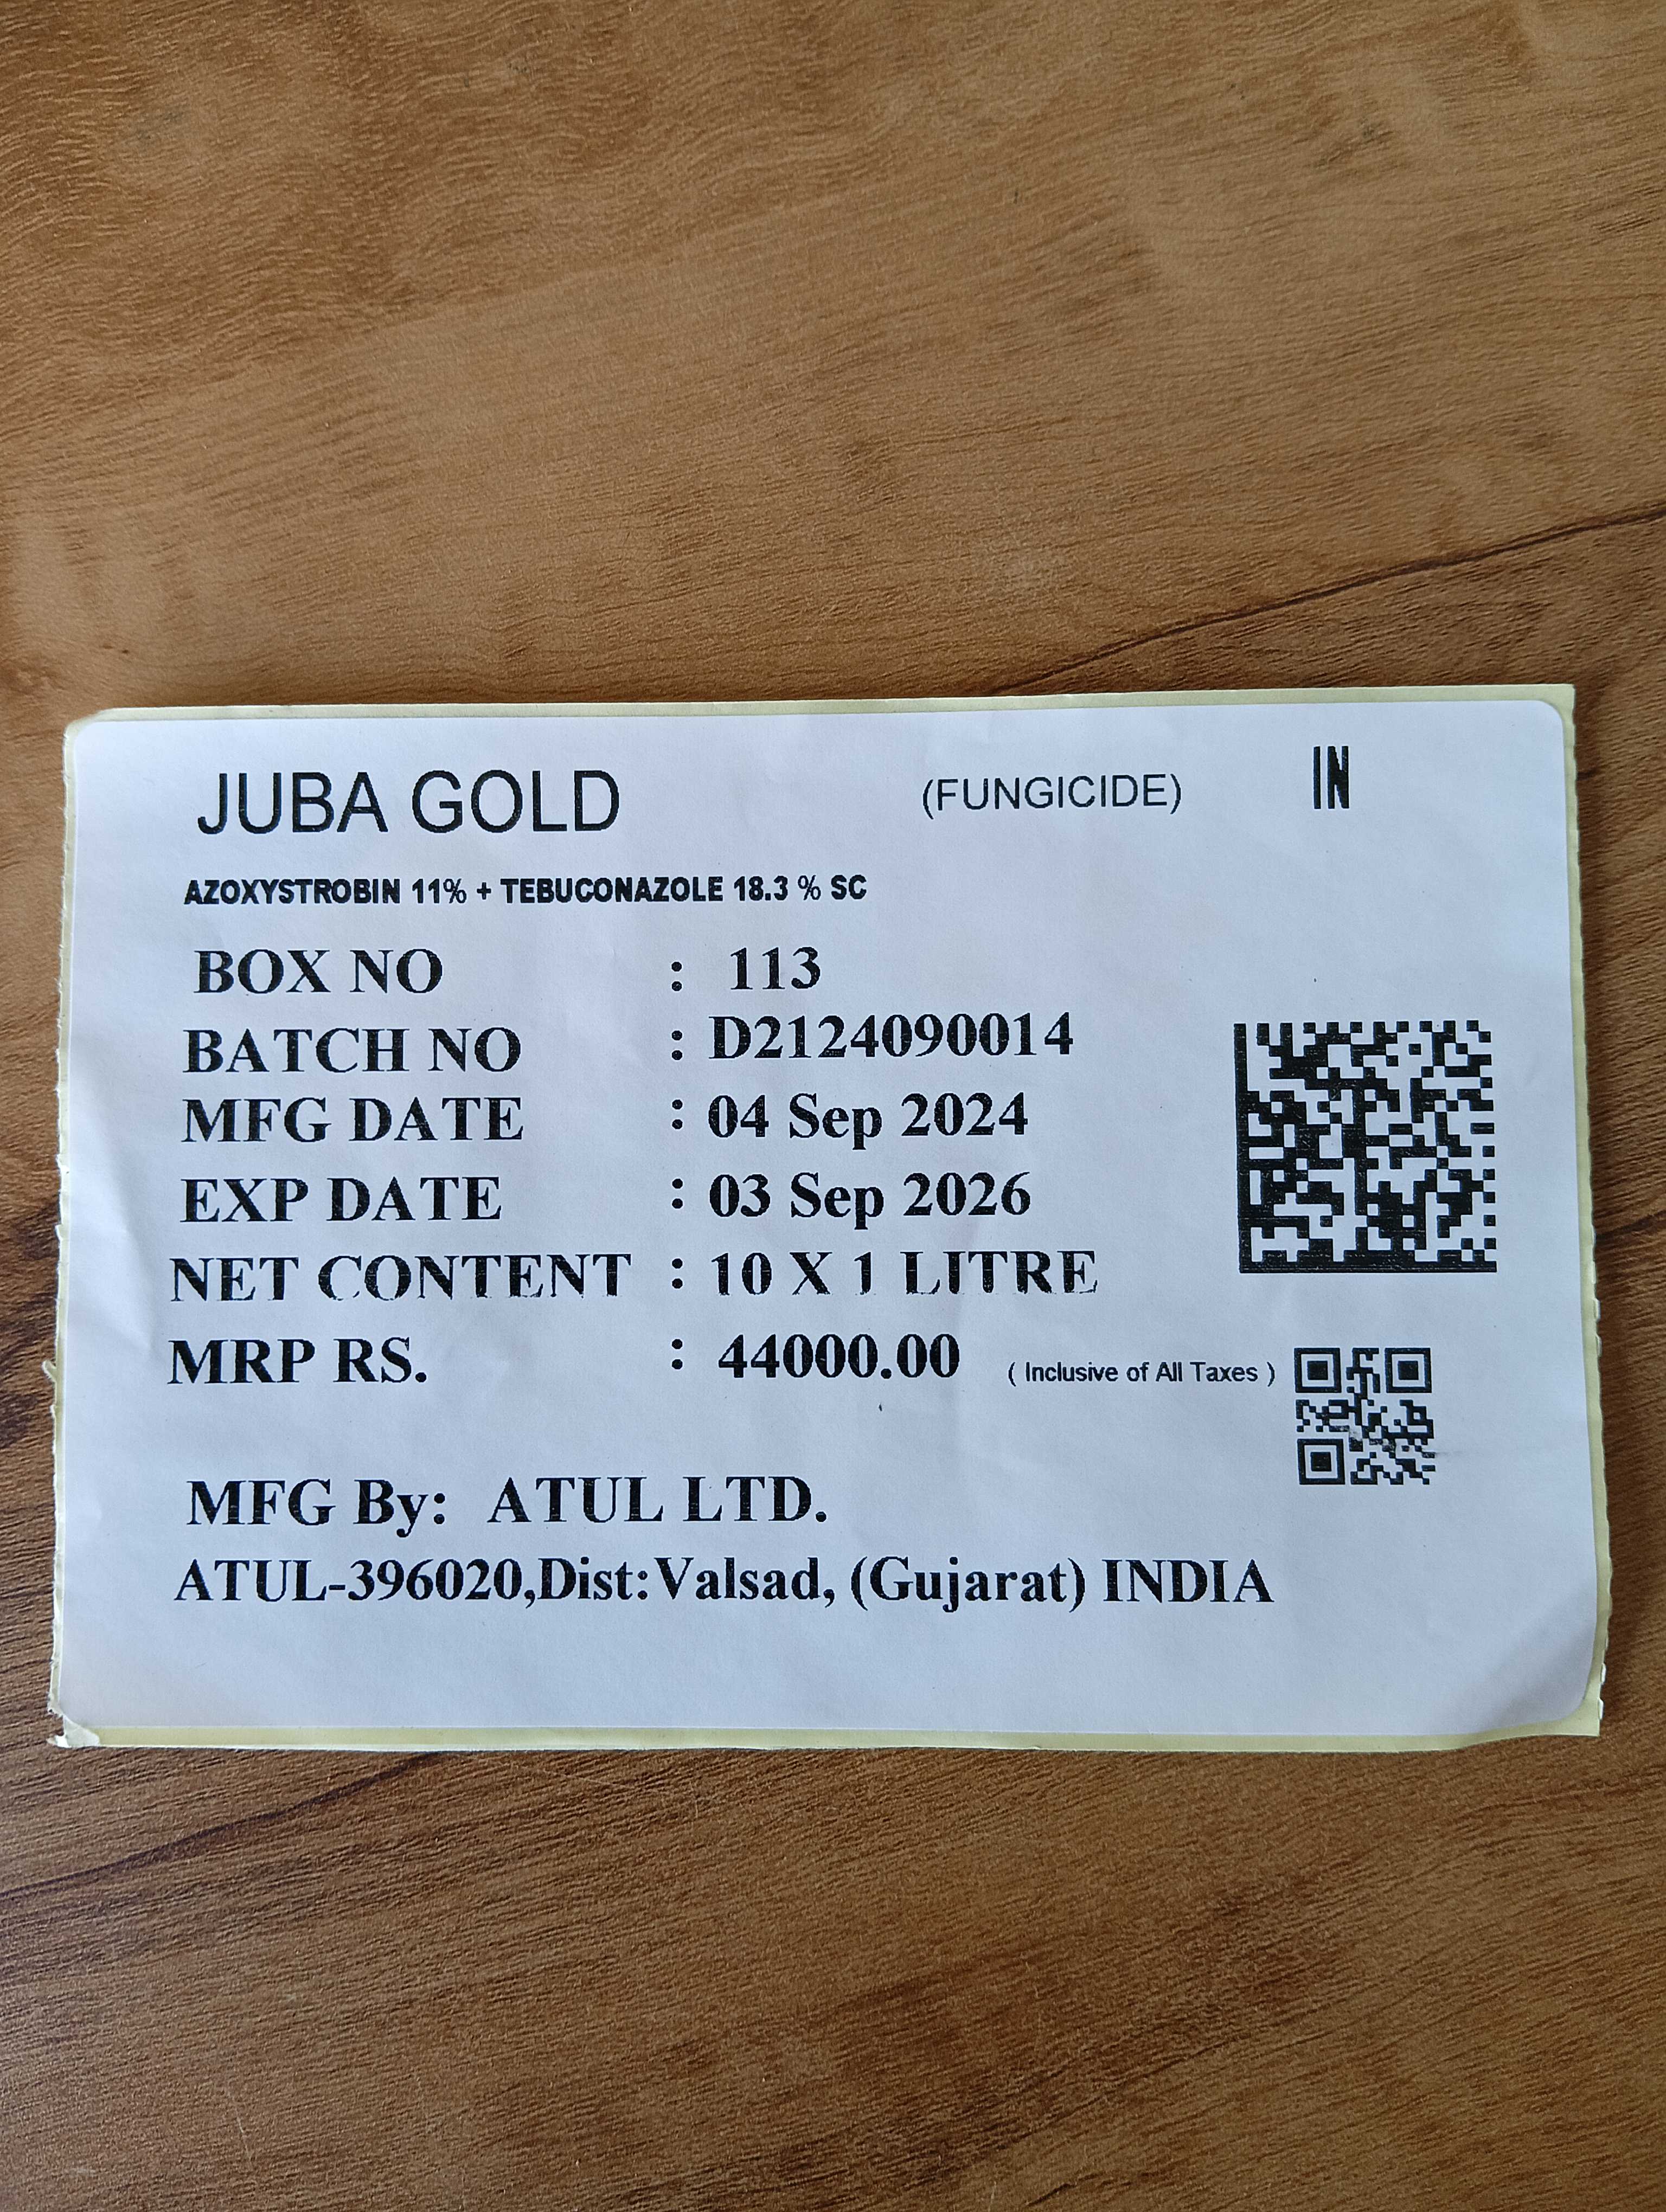 JUBA GOLD (FUNGICIDE) IN
AZOXYSTROBIN 11% + TEBUCONAZOLE 18.3 % SC
BOX NO : 113
BATCH NO : D2124090014
MFG DATE : 04 Sep 2024
EXP DATE : 03 Sep 2026
NET CONTENT : 10 X 1 LITRE
MRP RS. : 44000.00 ( Inclusive of All Taxes )
MFG By: ATUL LTD.
ATUL-396020,Dist:Valsad, (Gujarat) INDIA